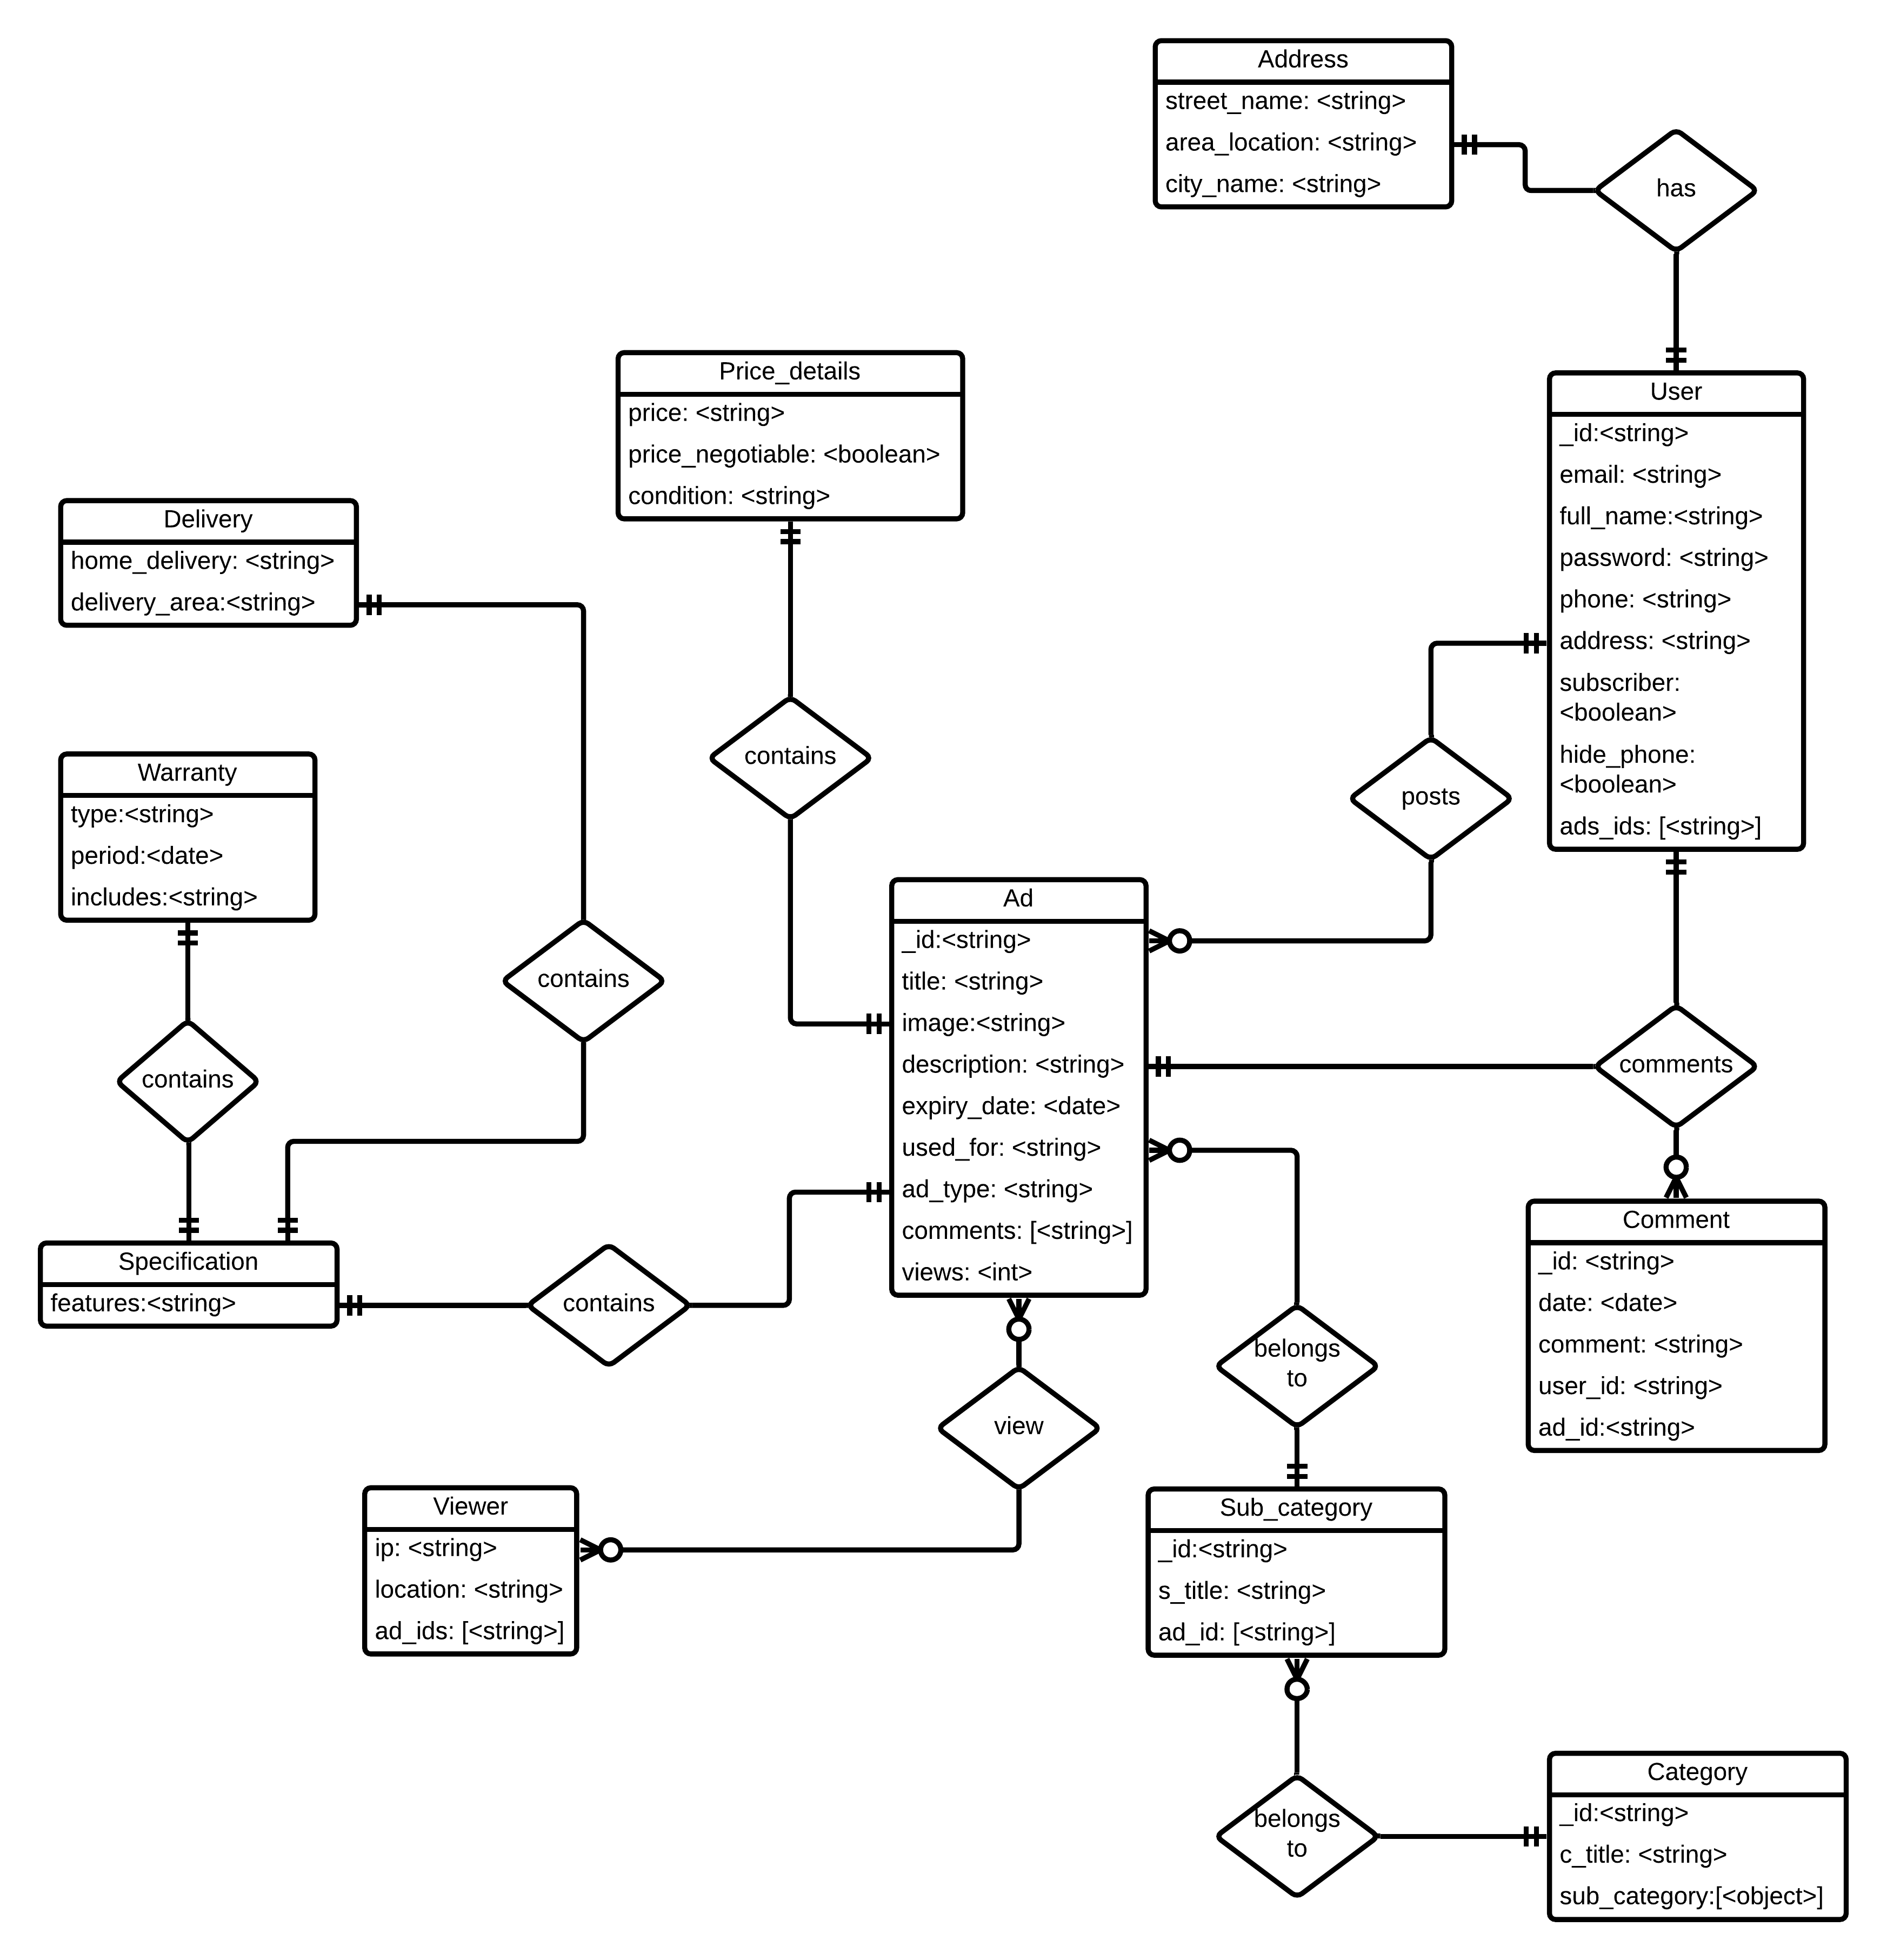 Address
street_name: <string>
area_location: <string>
city_name: <string>
has
Price_details
price: <string>
price_negotiable: <boolean>
condition: <string>
User
_id:<string>
email: <string>
full_name:<string>
password: <string>
phone: <string>
address: <string>
subscriber:
<boolean>
hide_phone:
<boolean>
ads_ids: [<string>]
Delivery
home_delivery: <string>
delivery_area:<string>
Warranty
type:<string>
period:<date>
includes:<string>
contains
posts
contains
contains
Ad
_id:<string>
title: <string>
image:<string>
description: <string>
expiry_date: <date>
used_for: <string>
ad_type: <string>
comments: [<string>]
views: <int>
comments
Specification
features:<string>
contains
Comment
_id: <string>
date: <date>
comment: <string>
user_id: <string>
ad_id:<string>
belongs
to
view
Viewer
ip: <string>
location: <string>
ad_ids: [<string>]
Sub_category
_id:<string>
s_title: <string>
ad_id: [<string>]
belongs
to
Category
_id:<string>
c_title: <string>
sub_category:[<object>]